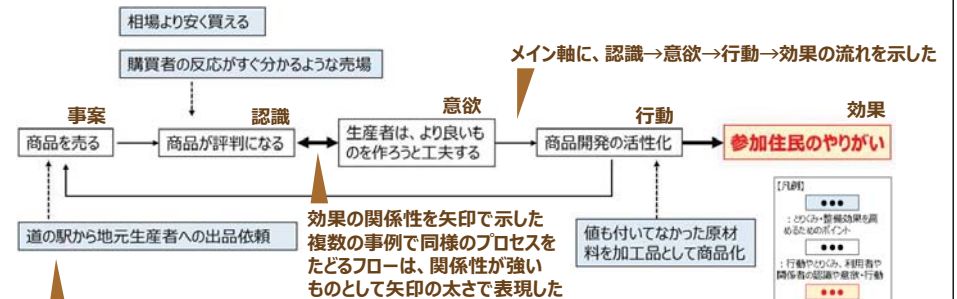 相場より安く買える
購買者の反応がすぐ分かるような売場
メイン軸に、認識→意欲→行動→効果の流れを示した
事案
認識
意欲
行動
効果
商品を売る
商品が評判になる
生産者は、より良いも
のを作ろうと工夫する
商品開発の活性化
参加住民のやりがい
道の駅から地元生産者への出品依頼
効果の関係性を矢印で示した
複数の事例で同様のプロセスを
たどるフローは、関係性が強い
ものとして矢印の太さで表現した
値も付いてなかった原材
料を加工品として商品化
【凡例】
●●●
：とりくみ・整備効果を高
めるためのポイント
●●●
：行動やとりくみ、利用者や
関係者の認識や意欲・行動
●●●